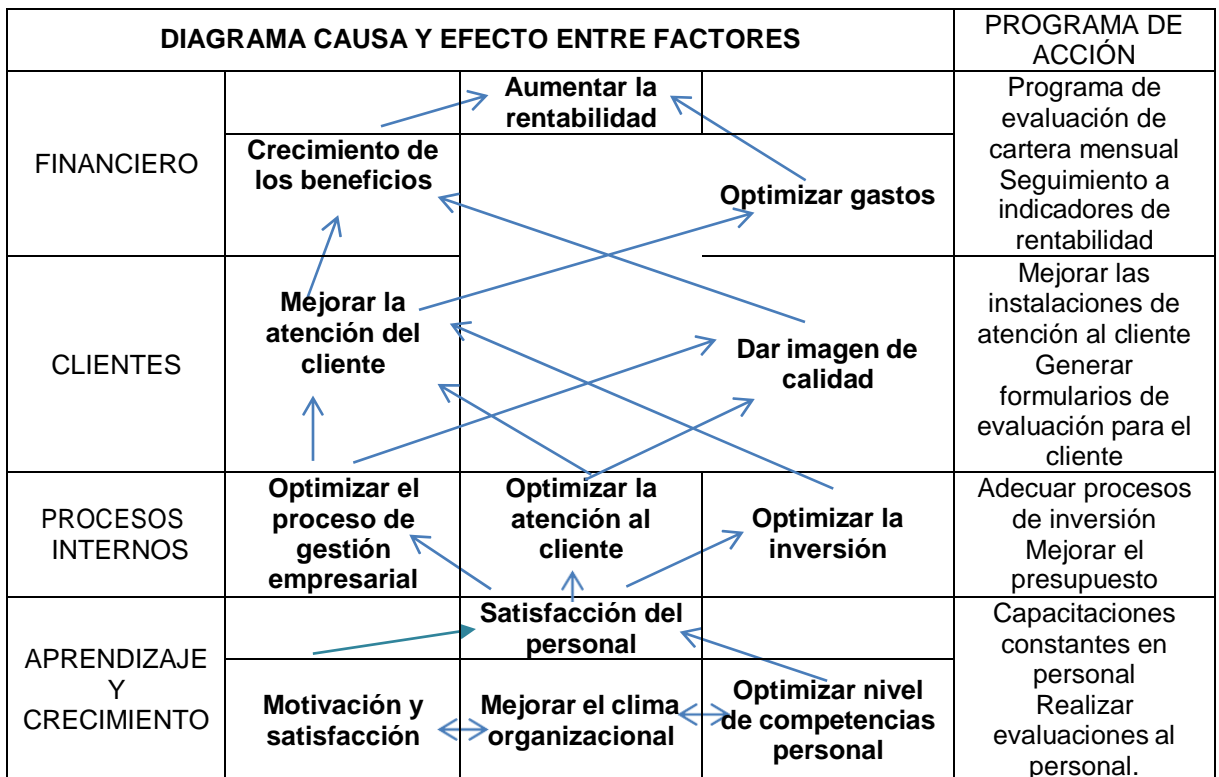 DIAGRAMA CAUSA Y EFECTO ENTRE FACTORES
PROGRAMA DE
ACCIÓN
FINANCIERO
Aumentar la
rentabilidad
Crecimiento de
los beneficios
Optimizar gastos
Programa de
evaluación de
cartera mensual
Seguimiento a
indicadores de
rentabilidad
CLIENTES
Mejorar la
atención del
cliente
Dar imagen de
calidad
Mejorar las
instalaciones de
atención al cliente
Generar
formularios de
evaluación para el
cliente
PROCESOS
INTERNOS
Optimizar el
proceso de
gestión
empresarial
Optimizar la
atención al
cliente
Optimizar la
inversión
Adecuar procesos
de inversión
Mejorar el
presupuesto
APRENDIZAJE
Y
CRECIMIENTO
Satisfacción del
personal
Motivación y
satisfacción
Mejorar el clima
organizacional
Optimizar nivel
de competencias
personal
Capacitaciones
constantes en
personal
Realizar
evaluaciones al
personal.